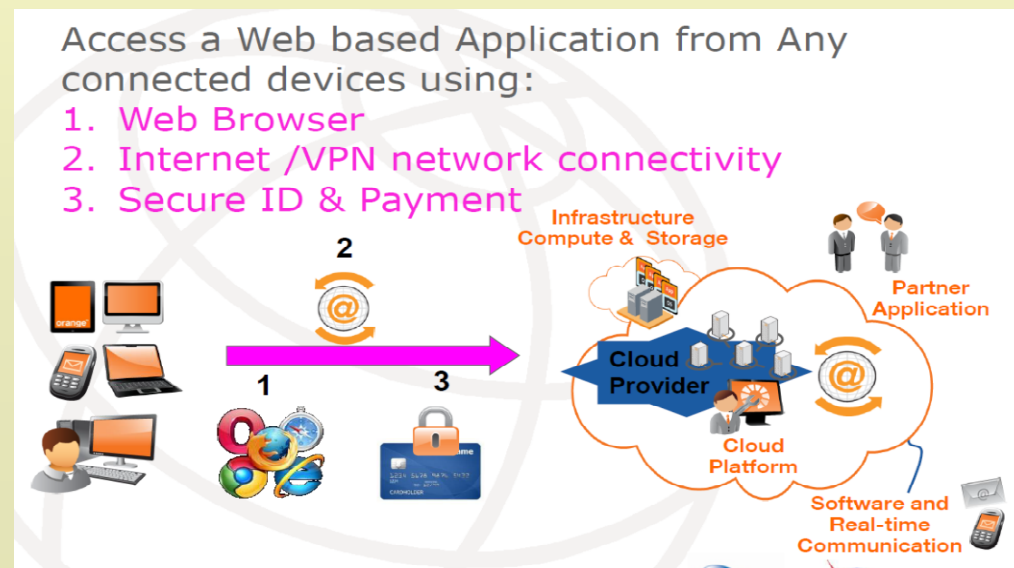 Access a Web based Application from Any
connected devices using:
1. Web Browser
2. Internet /VPN network connectivity
3. Secure ID & Payment
Infrastructure
Compute & Storage
2
@
Partner
Application
orange
Cloud
Provider
@
1
3
Cloud
Platform
CARDHOLDER
Software and
Real-time
Communication